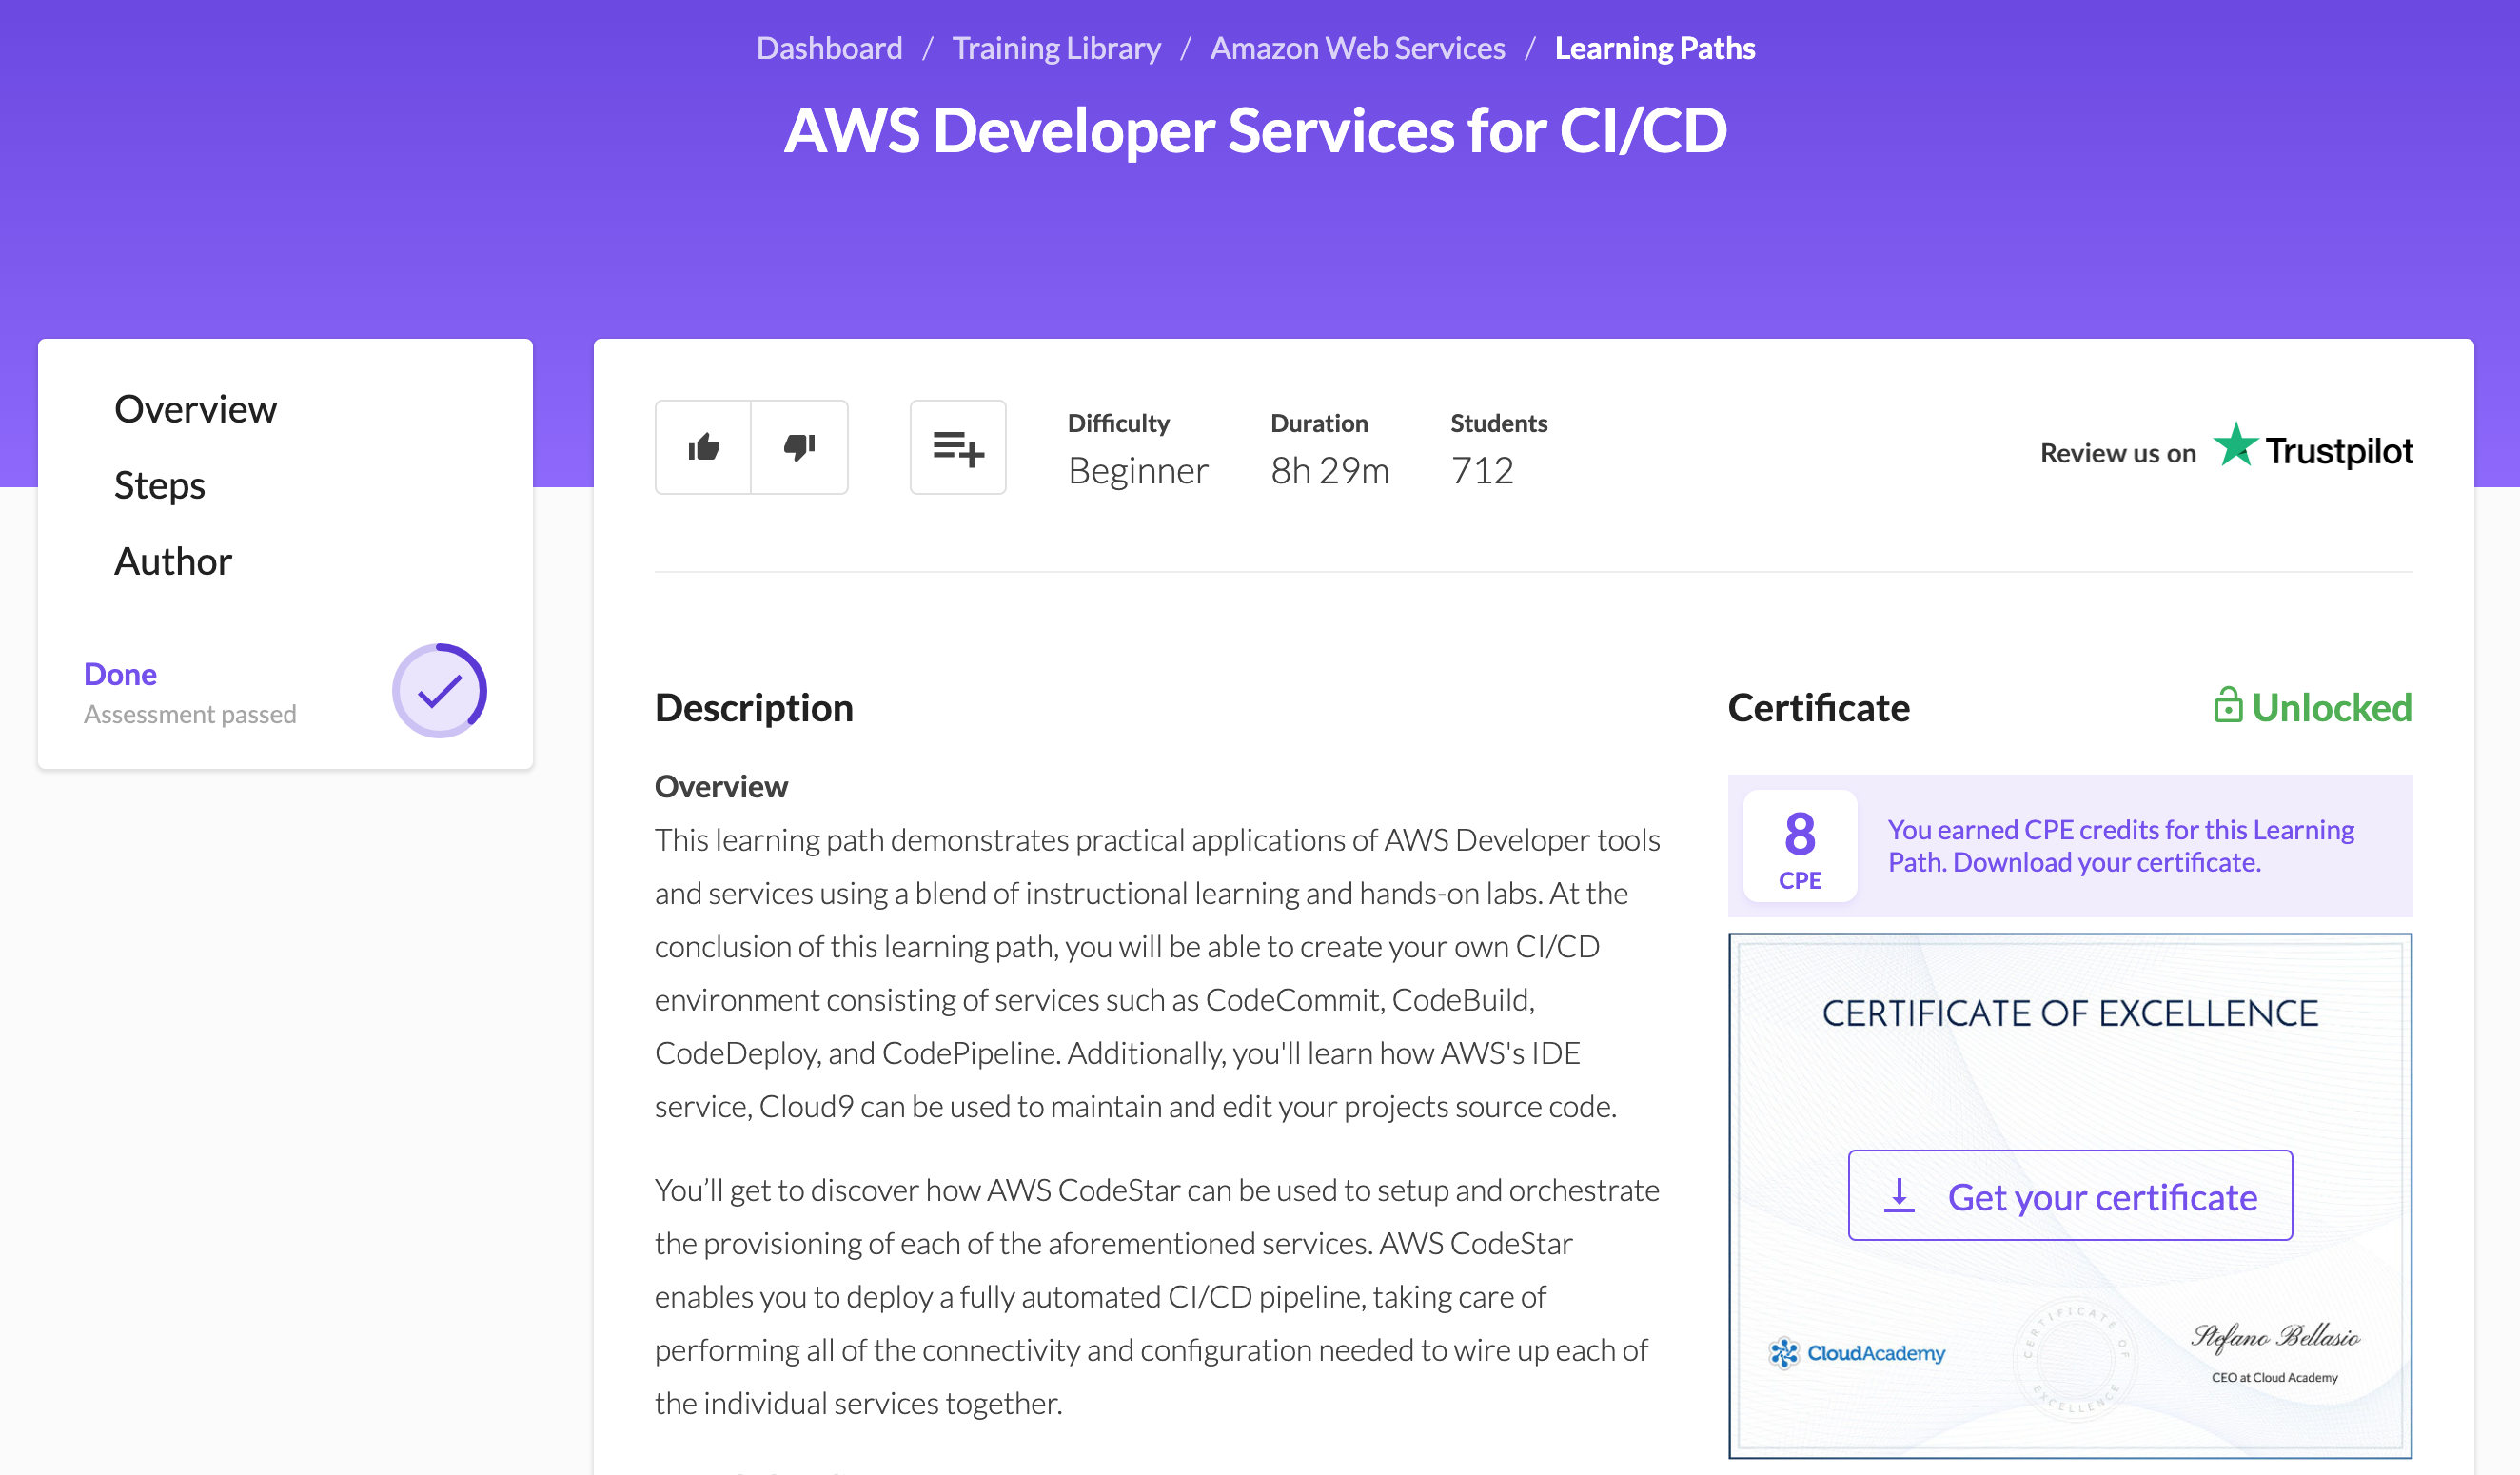 Dashboard / Training Library / Amazon Web Services / Learning Paths
AWS Developer Services for CI/CD
Overview
Steps
Author
Done
Assessment passed
Difficulty
Beginner
Duration
8h 29m
Students
712
Review us on Trustpilot
Description
Overview
This learning path demonstrates practical applications of AWS Developer tools
and services using a blend of instructional learning and hands-on labs. At the
conclusion of this learning path, you will be able to create your own CI/CD
environment consisting of services such as CodeCommit, CodeBuild,
CodeDeploy, and CodePipeline. Additionally, you'll learn how AWS's IDE
service, Cloud9 can be used to maintain and edit your projects source code.
You’ll get to discover how AWS CodeStar can be used to setup and orchestrate
the provisioning of each of the aforementioned services. AWS CodeStar
enables you to deploy a fully automated CI/CD pipeline, taking care of
performing all of the connectivity and configuration needed to wire up each of
the individual services together.
Certificate
Unlocked
8
CPE
You earned CPE credits for this Learning
Path. Download your certificate.
CERTIFICATE OF EXCELLENCE
Get your certificate
CloudAcademy
CERTIFICATE OF
EXCELLENCE
Stefano Bellasio
CEO at Cloud Academy